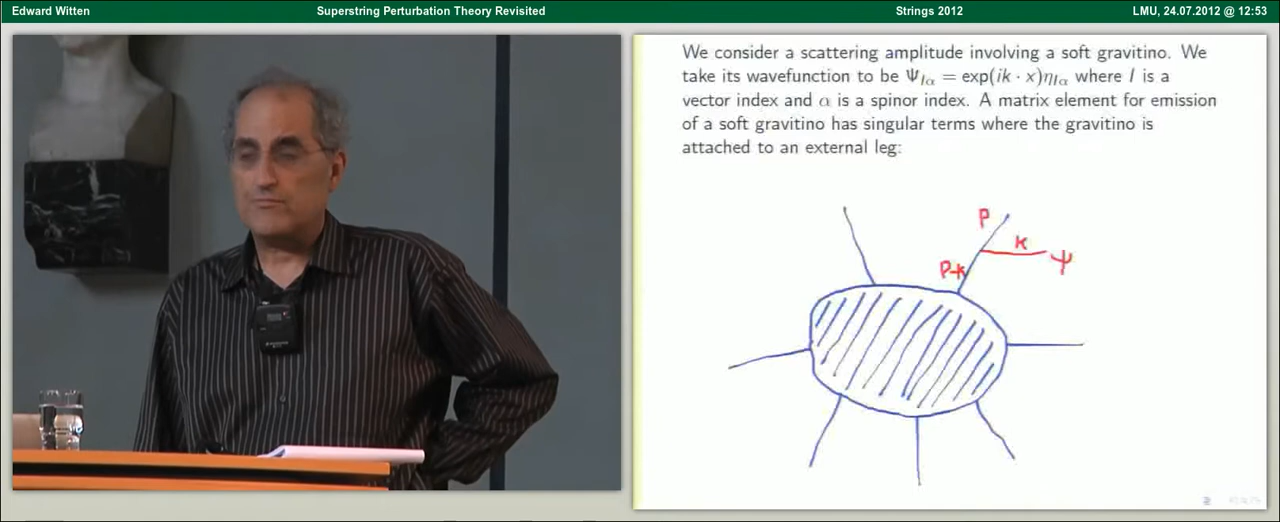 Edward Witten
Superstring Perturbation Theory Revisited
Strings 2012
LMU, 24.07.2012 @ 12:53
We consider a scattering amplitude involving a soft gravitino. We
take its wavefunction to be Ψ_{Iα} = exp(ik · x)η_{Iα} where I is a
vector index and α is a spinor index. A matrix element for emission
of a soft gravitino has singular terms where the gravitino is
attached to an external leg:
P
k
Ψ
P-k